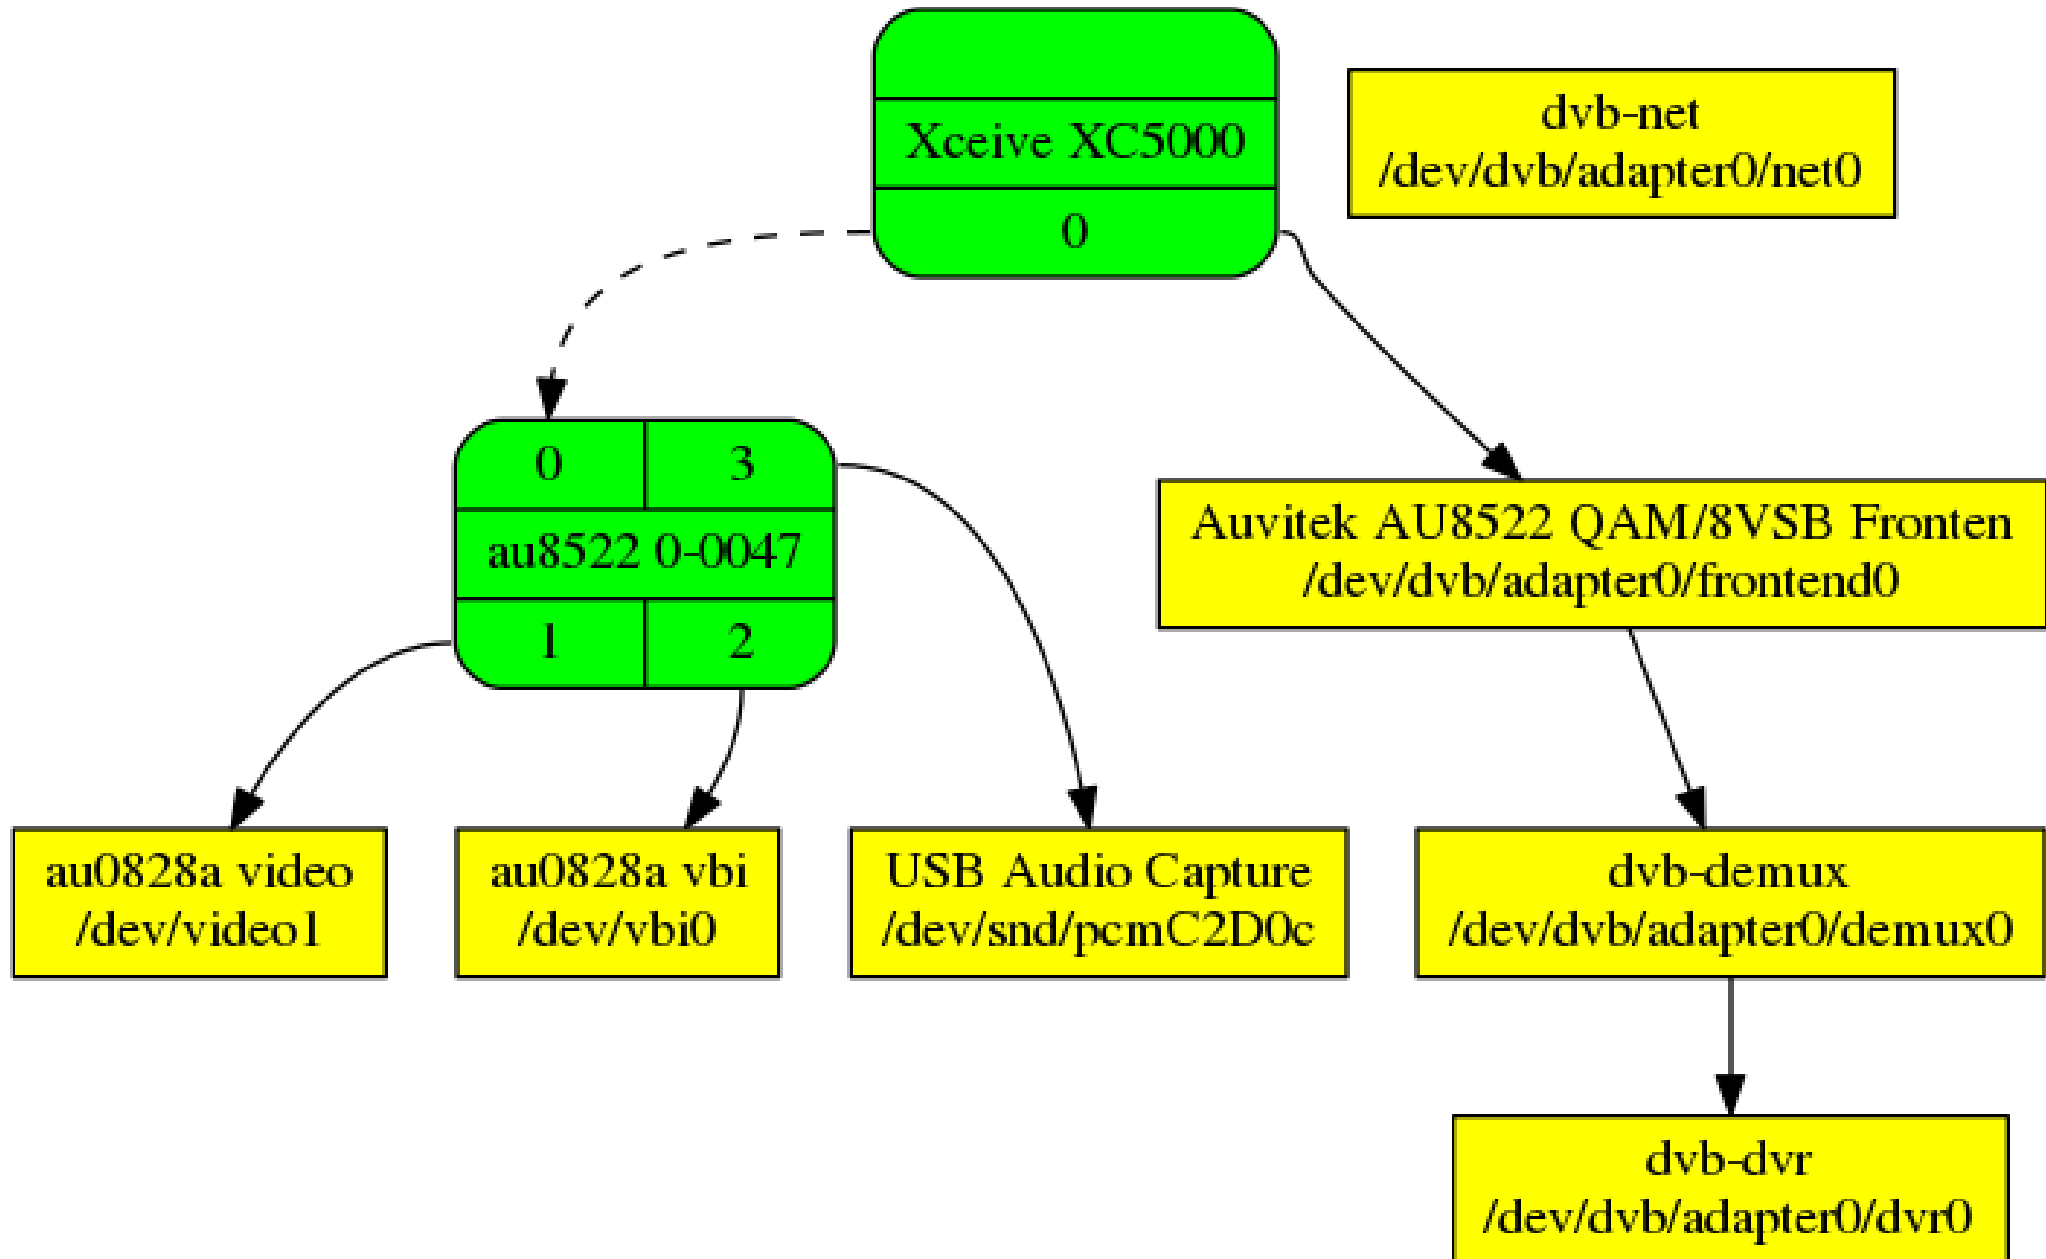 Xceive XC5000
0
dvb-net
/dev/dvb/adapter0/net0
0
3
au8522 0-0047
1
2
Auvitek AU8522 QAM/8VSB Fronten
/dev/dvb/adapter0/frontend0
au0828a video
/dev/video1
au0828a vbi
/dev/vbi0
USB Audio Capture
/dev/snd/pcmC2D0c
dvb-demux
/dev/dvb/adapter0/demux0
dvb-dvr
/dev/dvb/adapter0/dvr0